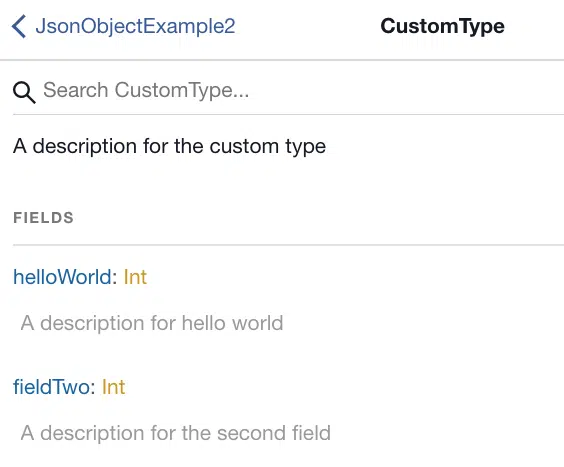 JsonObjectExample2 CustomType
Search CustomType...
A description for the custom type
FIELDS
helloWorld: Int
A description for hello world
fieldTwo: Int
A description for the second field